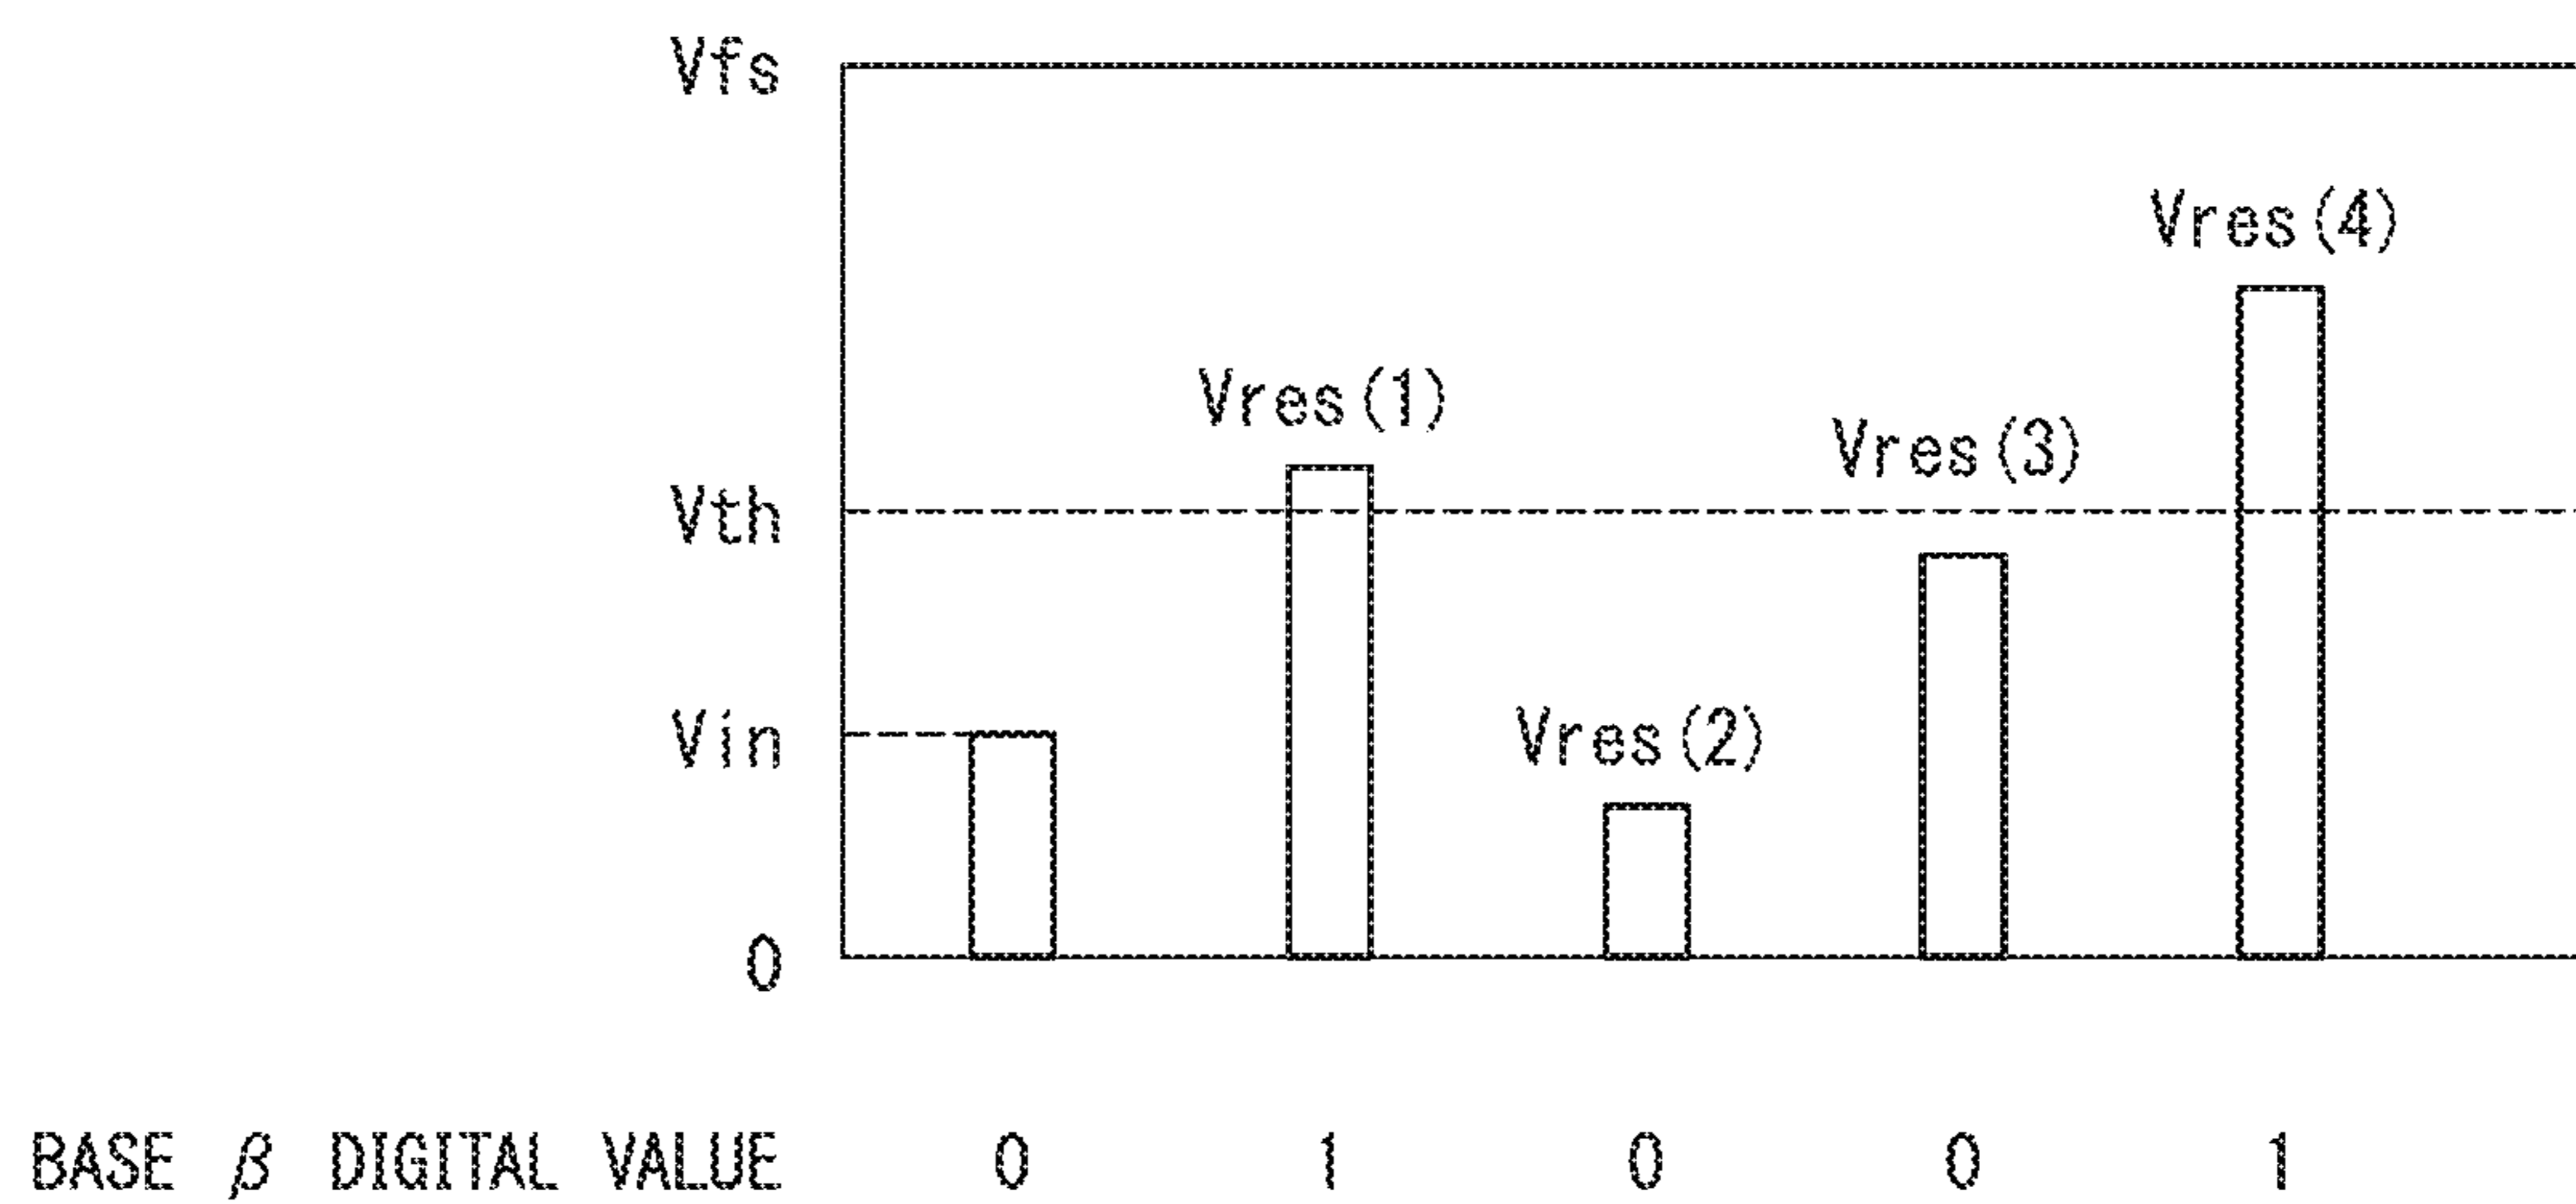 Vfs
Vres(4)
Vres(1)
Vres(3)
Vth
Vin
Vres(2)
0
BASE β DIGITAL VALUE 0 1 0 0 1